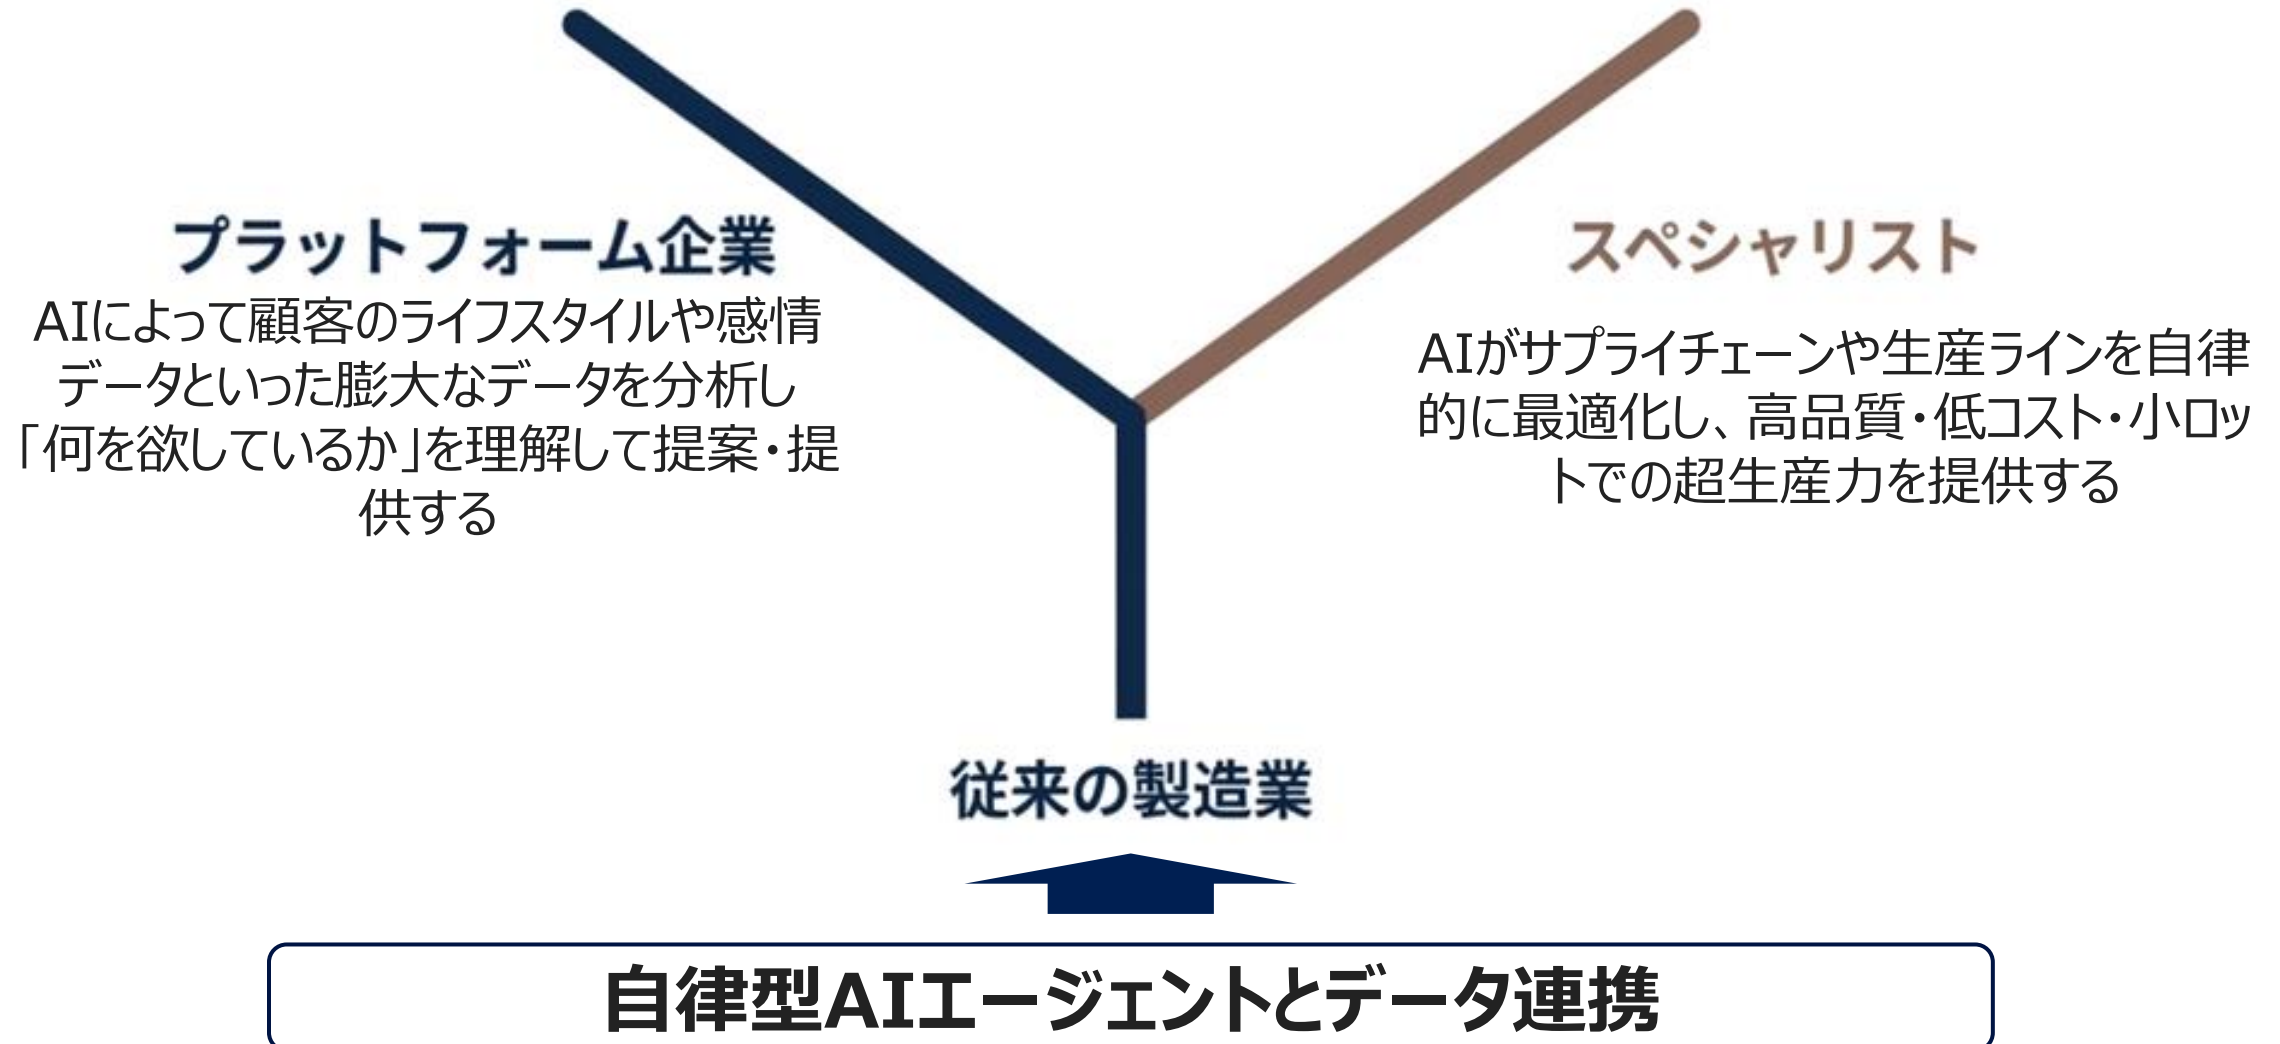 プラットフォーム企業
AIによって顧客のライフスタイルや感情
データといった膨大なデータを分析し
「何を欲しているか」を理解して提案・提
供する
スペシャリスト
AIがサプライチェーンや生産ラインを自律
的に最適化し、高品質・低コスト・小ロッ
トでの超生産力を提供する
従来の製造業
自律型AIエージェントとデータ連携